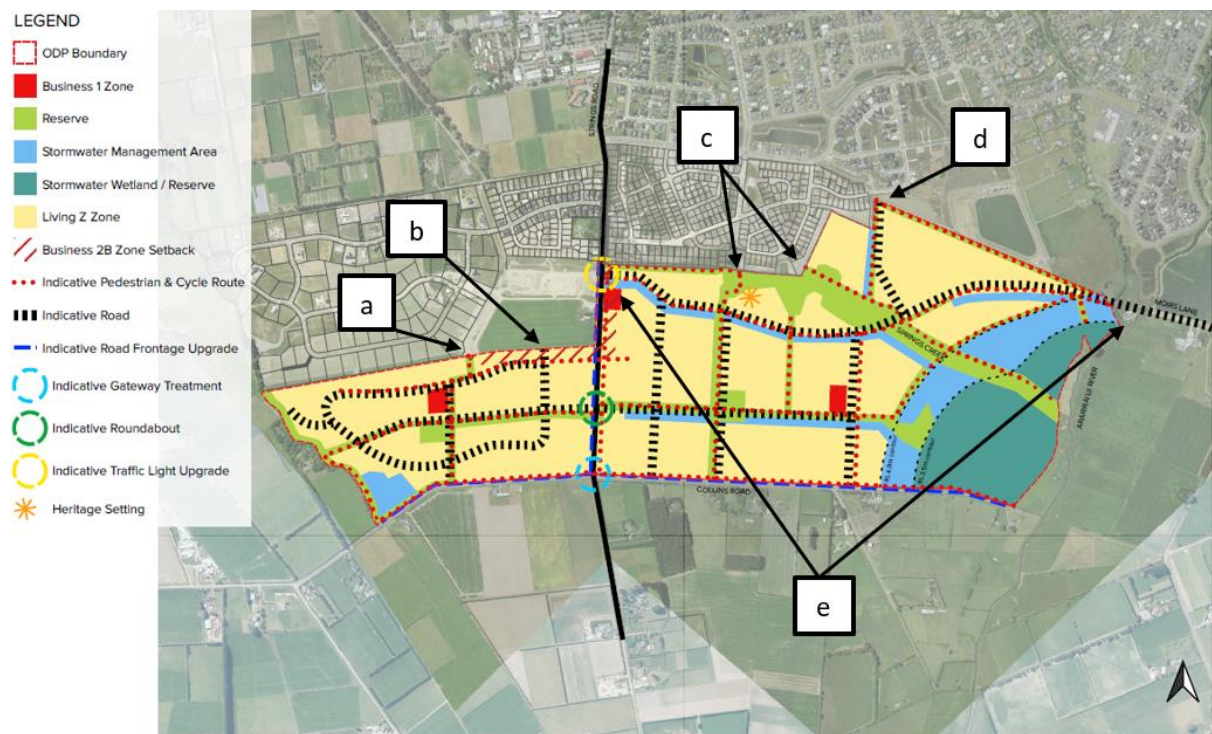 LEGEND
ODP Boundary
Business 1 Zone
Reserve
Stormwater Management Area
Stormwater Wetland / Reserve
Living Z Zone
Business 2B Zone Setback
Indicative Pedestrian & Cycle Route
Indicative Road
Indicative Road Frontage Upgrade
Indicative Gateway Treatment
Indicative Roundabout
Indicative Traffic Light Upgrade
Heritage Setting
SPRINGS ROAD
c
d
b
a
MOIRS LANE
SPRINGS CREEK
COLLINS ROAD
e